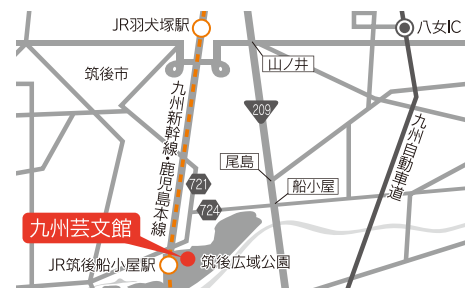 JR羽犬塚駅
八女IC
山ノ井
筑後市
209
九州新幹線・鹿児島本線
九州自動車道
尾島
721
船小屋
724
九州芸文館
JR筑後船小屋駅
筑後広域公園